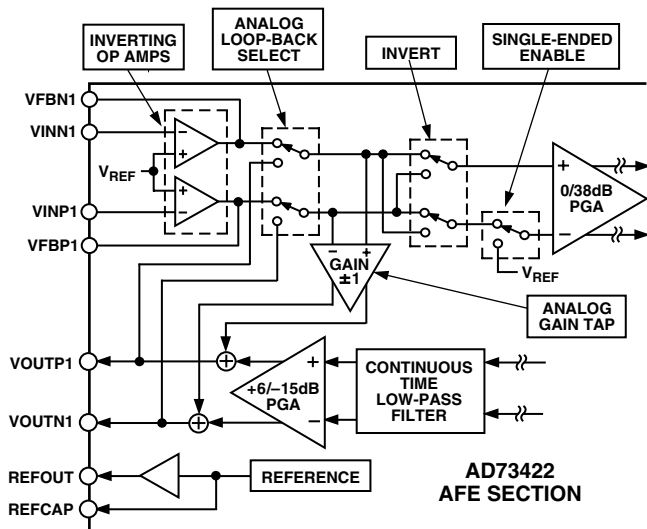 ANALOG
LOOP-BACK
SELECT
INVERTING
OP AMPS
INVERT
SINGLE-ENDED
ENABLE
VFBN1
VINN1
VREF
VINP1
VFBP1
−
+
+
−
+
0/38dB
PGA
−
VREF
− +
GAIN
±1
ANALOG
GAIN TAP
VOUTP1
VOUTN1
+
+
+
+6/–15dB
PGA
−
CONTINUOUS
TIME
LOW-PASS
FILTER
REFOUT
REFCAP
REFERENCE
AD73422
AFE SECTION